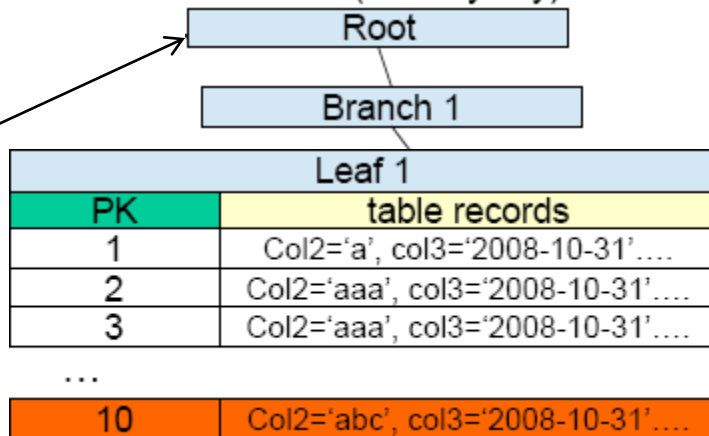 Root
Branch 1
Leaf 1
PK table records
1 Col2=‘a’, col3=‘2008-10-31’....
2 Col2=‘aaa’, col3=‘2008-10-31’....
3 Col2=‘aaa’, col3=‘2008-10-31’....
...
10 Col2=‘abc’, col3=‘2008-10-31’....